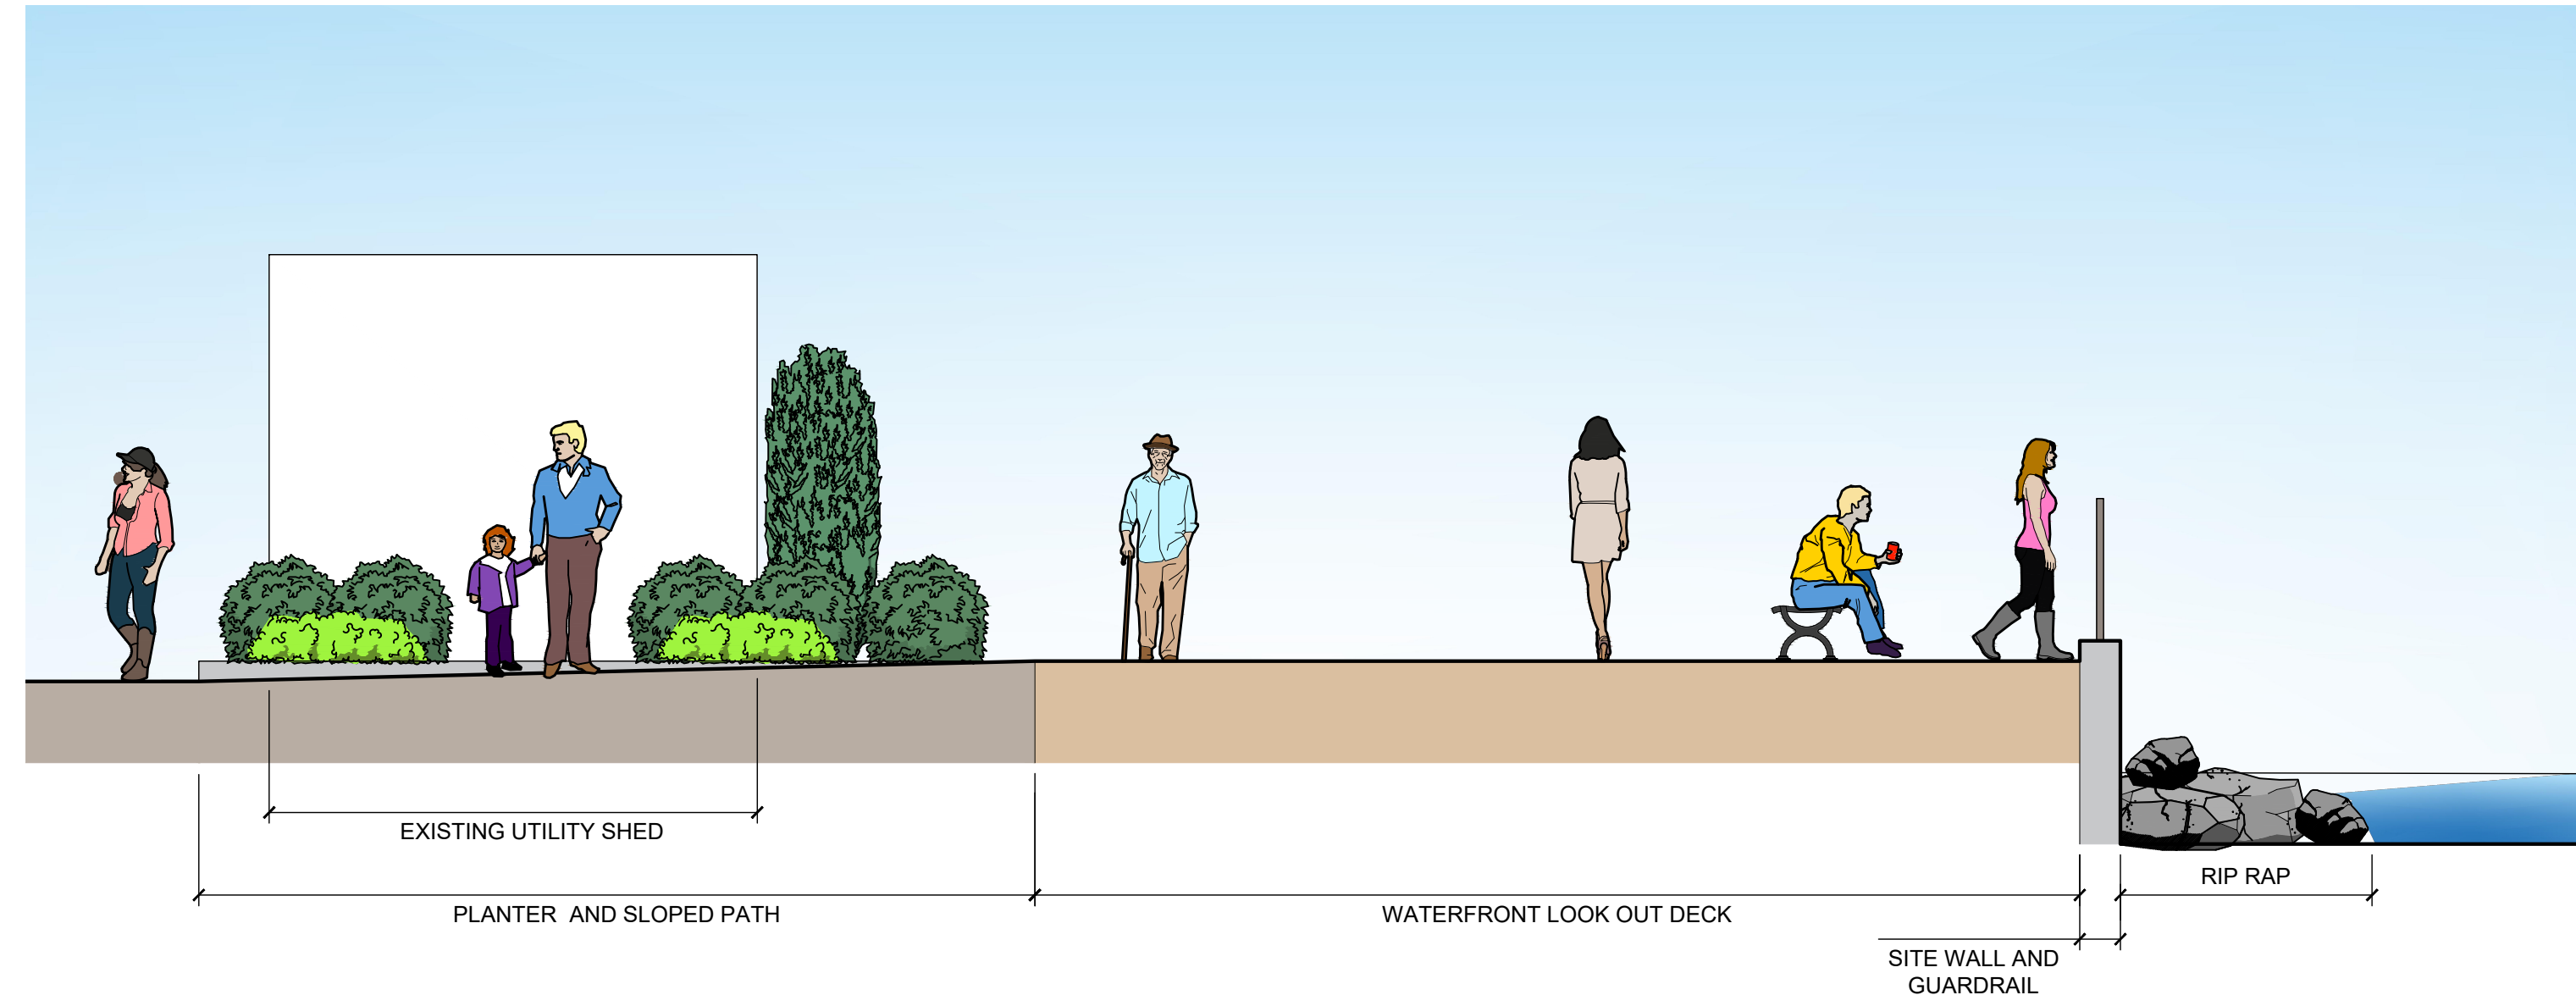 EXISTING UTILITY SHED
PLANTER AND SLOPED PATH
WATERFRONT LOOK OUT DECK
RIP RAP
SITE WALL AND
GUARDRAIL